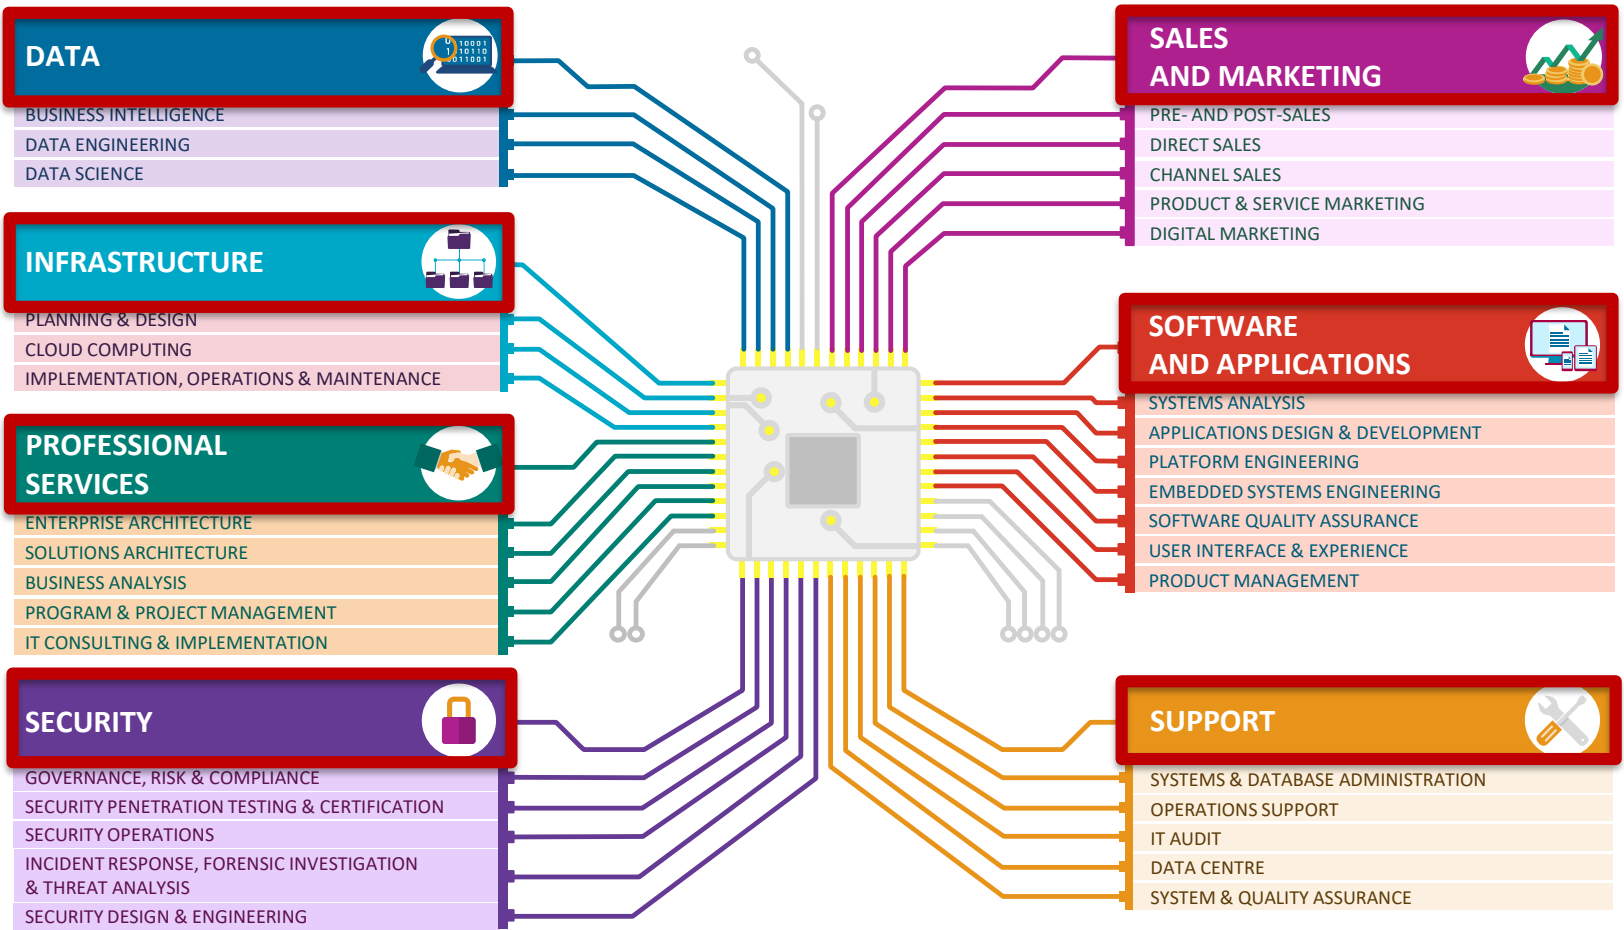 DATA
BUSINESS INTELLIGENCE
DATA ENGINEERING
DATA SCIENCE
INFRASTRUCTURE
PLANNING & DESIGN
CLOUD COMPUTING
IMPLEMENTATION, OPERATIONS & MAINTENANCE
PROFESSIONAL
SERVICES
ENTERPRISE ARCHITECTURE
SOLUTIONS ARCHITECTURE
BUSINESS ANALYSIS
PROGRAM & PROJECT MANAGEMENT
IT CONSULTING & IMPLEMENTATION
SECURITY
GOVERNANCE, RISK & COMPLIANCE
SECURITY PENETRATION TESTING & CERTIFICATION
SECURITY OPERATIONS
INCIDENT RESPONSE, FORENSIC INVESTIGATION
& THREAT ANALYSIS
SECURITY DESIGN & ENGINEERING
SALES
AND MARKETING
PRE- AND POST-SALES
DIRECT SALES
CHANNEL SALES
PRODUCT & SERVICE MARKETING
DIGITAL MARKETING
SOFTWARE
AND APPLICATIONS
SYSTEMS ANALYSIS
APPLICATIONS DESIGN & DEVELOPMENT
PLATFORM ENGINEERING
EMBEDDED SYSTEMS ENGINEERING
SOFTWARE QUALITY ASSURANCE
USER INTERFACE & EXPERIENCE
PRODUCT MANAGEMENT
SUPPORT
SYSTEMS & DATABASE ADMINISTRATION
OPERATIONS SUPPORT
IT AUDIT
DATA CENTRE
SYSTEM & QUALITY ASSURANCE